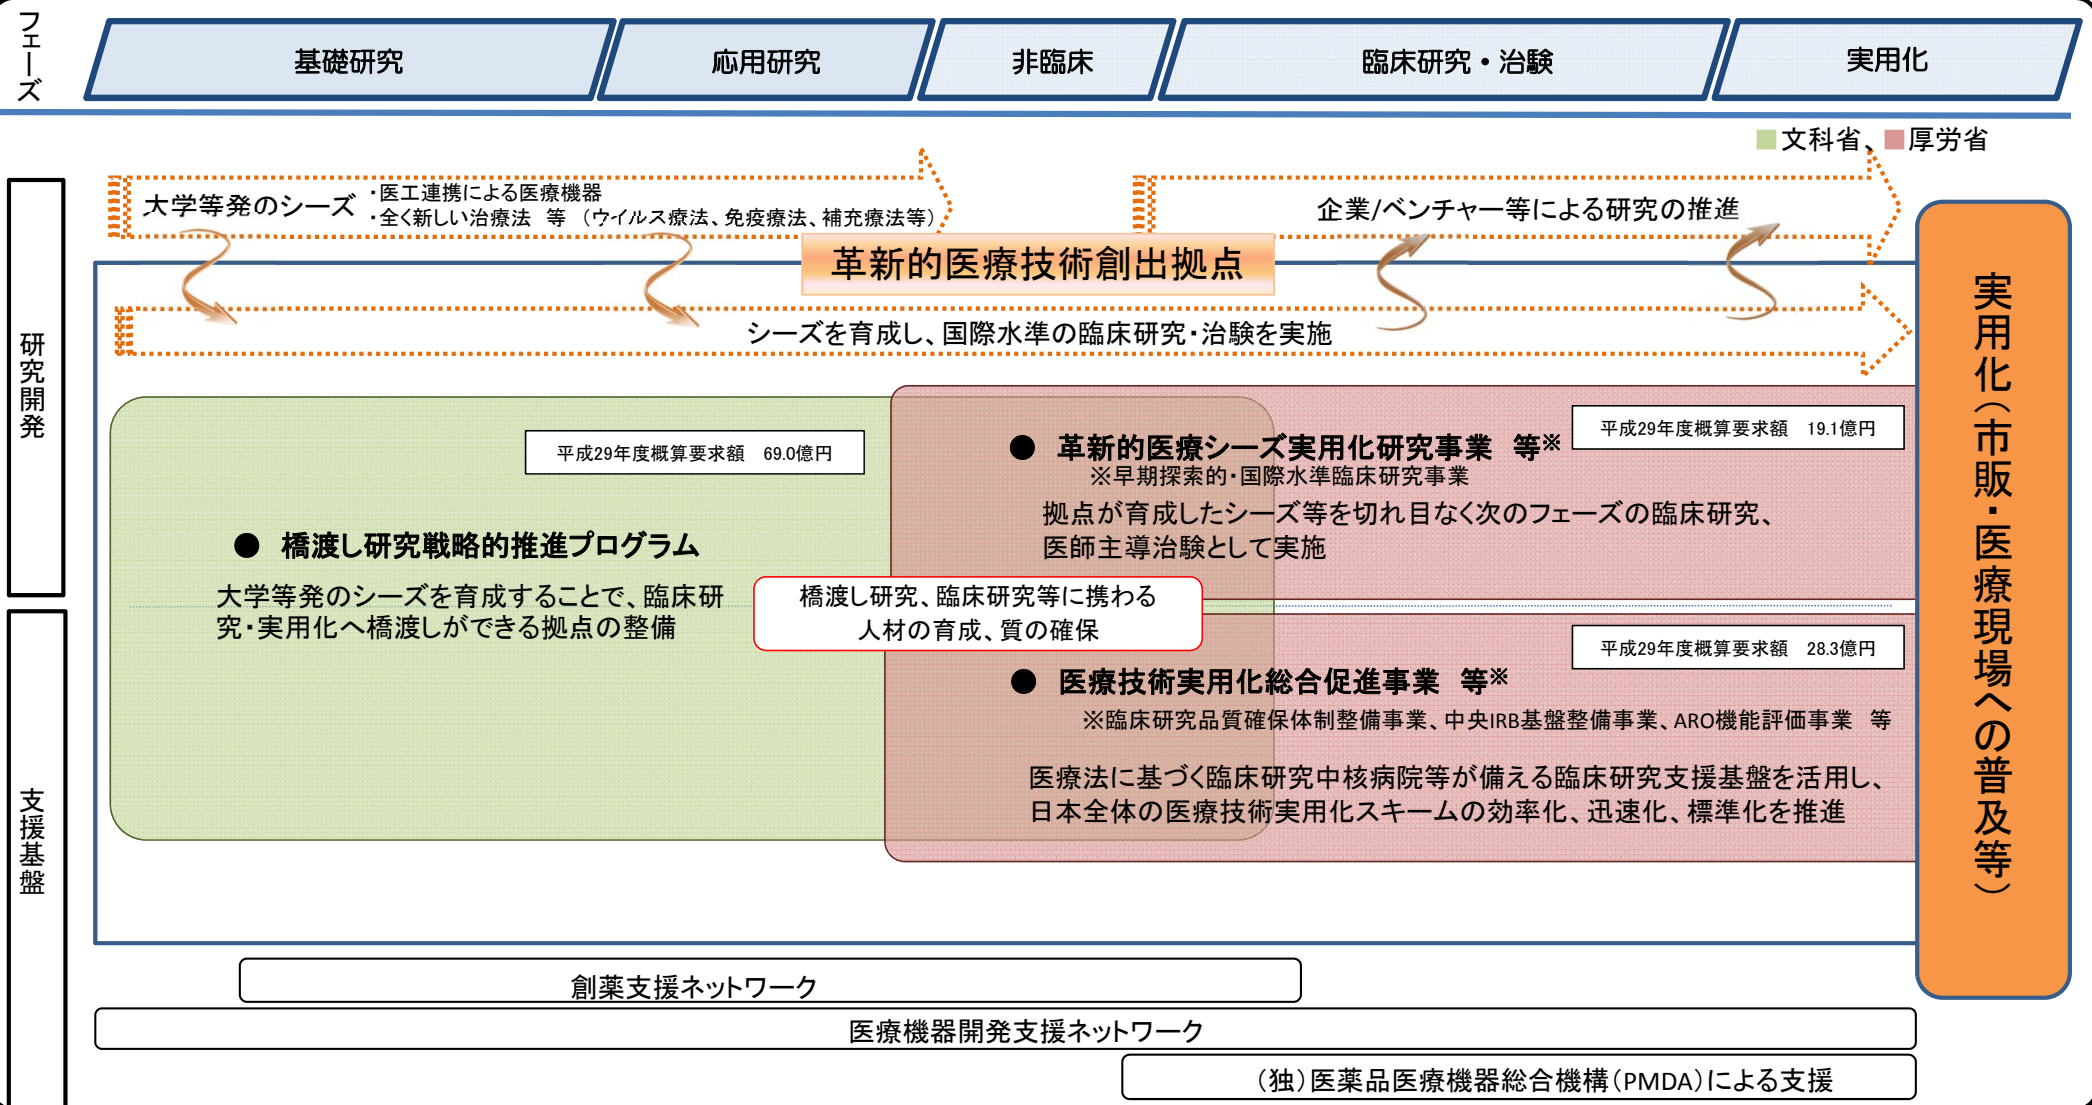 フェーズ
基礎研究
応用研究
非臨床
臨床研究・治験
実用化
文科省、厚労省
研究開発
大学等発のシーズ
・医工連携による医療機器
・全く新しい治療法　等　（ウイルス療法、免疫療法、補充療法等）
企業/ベンチャー等による研究の推進
革新的医療技術創出拠点
シーズを育成し、国際水準の臨床研究・治験を実施
平成29年度概算要求額　69.0億円
● 橋渡し研究戦略的推進プログラム
大学等発のシーズを育成することで、臨床研
究・実用化へ橋渡しができる拠点の整備
平成29年度概算要求額　19.1億円
● 革新的医療シーズ実用化研究事業　等※
※早期探索的・国際水準臨床研究事業
拠点が育成したシーズ等を切れ目なく次のフェーズの臨床研究、
医師主導治験として実施
橋渡し研究、臨床研究等に携わる
人材の育成、質の確保
支援基盤
平成29年度概算要求額　28.3億円
● 医療技術実用化総合促進事業　等※
※臨床研究品質確保体制整備事業、中央IRB基盤整備事業、ARO機能評価事業　等
医療法に基づく臨床研究中核病院等が備える臨床研究支援基盤を活用し、
日本全体の医療技術実用化スキームの効率化、迅速化、標準化を推進
実用化（市販・医療現場への普及等）
創薬支援ネットワーク
医療機器開発支援ネットワーク
（独）医薬品医療機器総合機構（PMDA）による支援